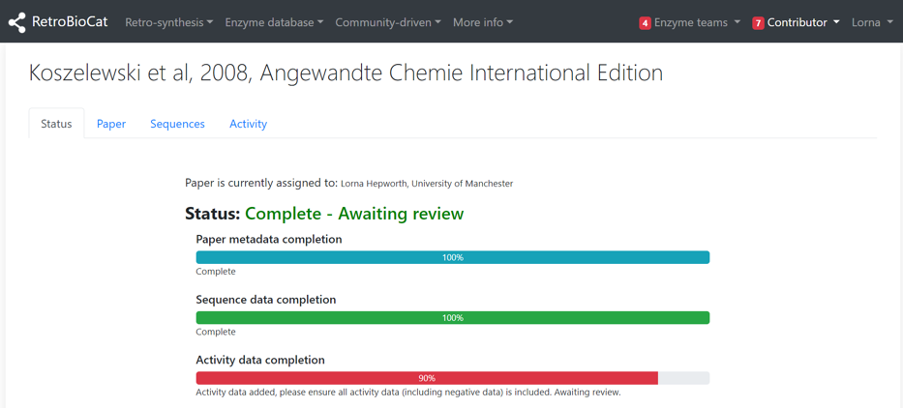 RetroBioCat Retro-synthesis Enzyme database Community-driven More info 4 Enzyme teams 7 Contributor Lorna
Koszelewski et al, 2008, Angewandte Chemie International Edition
Status Paper Sequences Activity
Paper is currently assigned to: Lorna Hepworth, University of Manchester
Status: Complete - Awaiting review
Paper metadata completion
100%
Complete
Sequence data completion
100%
Complete
Activity data completion
90%
Activity data added, please ensure all activity data (including negative data) is included. Awaiting review.